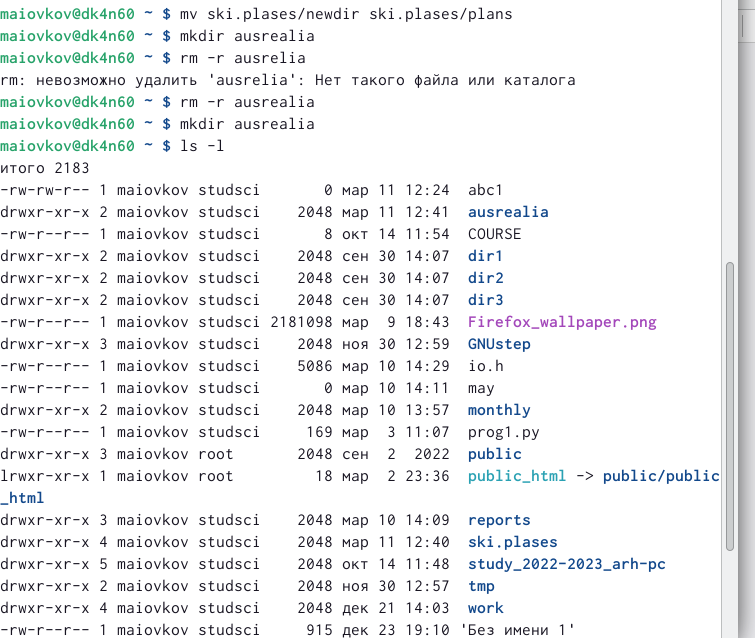 maiovkov@dk4n60 ~ $ mv ski.plases/newdir ski.plases/plans
maiovkov@dk4n60 ~ $ mkdir ausrealia
maiovkov@dk4n60 ~ $ rm -r ausrelia
rm: невозможно удалить 'ausrelia': Нет такого файла или каталога
maiovkov@dk4n60 ~ $ rm -r ausrealia
maiovkov@dk4n60 ~ $ mkdir ausrealia
maiovkov@dk4n60 ~ $ ls -l
итого 2183
-rw-rw-r-- 1 maiovkov studsci       0 мар 11 12:24  abc1
drwxr-xr-x 2 maiovkov studsci    2048 мар 11 12:41  ausrealia
-rw-r--r-- 1 maiovkov studsci       8 окт 14 11:54  COURSE
drwxr-xr-x 2 maiovkov studsci    2048 сен 30 14:07  dir1
drwxr-xr-x 2 maiovkov studsci    2048 сен 30 14:07  dir2
drwxr-xr-x 2 maiovkov studsci    2048 сен 30 14:07  dir3
-rw-r--r-- 1 maiovkov studsci 2181098 мар  9 18:43  Firefox_wallpaper.png
drwxr-xr-x 3 maiovkov studsci    2048 ноя 30 12:59  GNUstep
-rw-r--r-- 1 maiovkov studsci    5086 мар 10 14:29  io.h
-rw-r--r-- 1 maiovkov studsci       0 мар 10 14:11  may
drwxr-xr-x 2 maiovkov studsci    2048 мар 10 13:57  monthly
-rw-r--r-- 1 maiovkov studsci     169 мар  3 11:07  prog1.py
drwxr-xr-x 3 maiovkov root       2048 сен  2  2022  public
lrwxr-xr-x 1 maiovkov root         18 мар  2 23:36  public_html -> public/public
_html
drwxr-xr-x 3 maiovkov studsci    2048 мар 10 14:09  reports
drwxr-xr-x 4 maiovkov studsci    2048 мар 11 12:40  ski.plases
drwxr-xr-x 5 maiovkov studsci    2048 окт 14 11:48  study_2022-2023_arh-pc
drwxr-xr-x 2 maiovkov studsci    2048 ноя 30 12:57  tmp
drwxr-xr-x 4 maiovkov studsci    2048 дек 21 14:03  work
-rw-r--r-- 1 maiovkov studsci     915 дек 23 19:10 'Без имени 1'